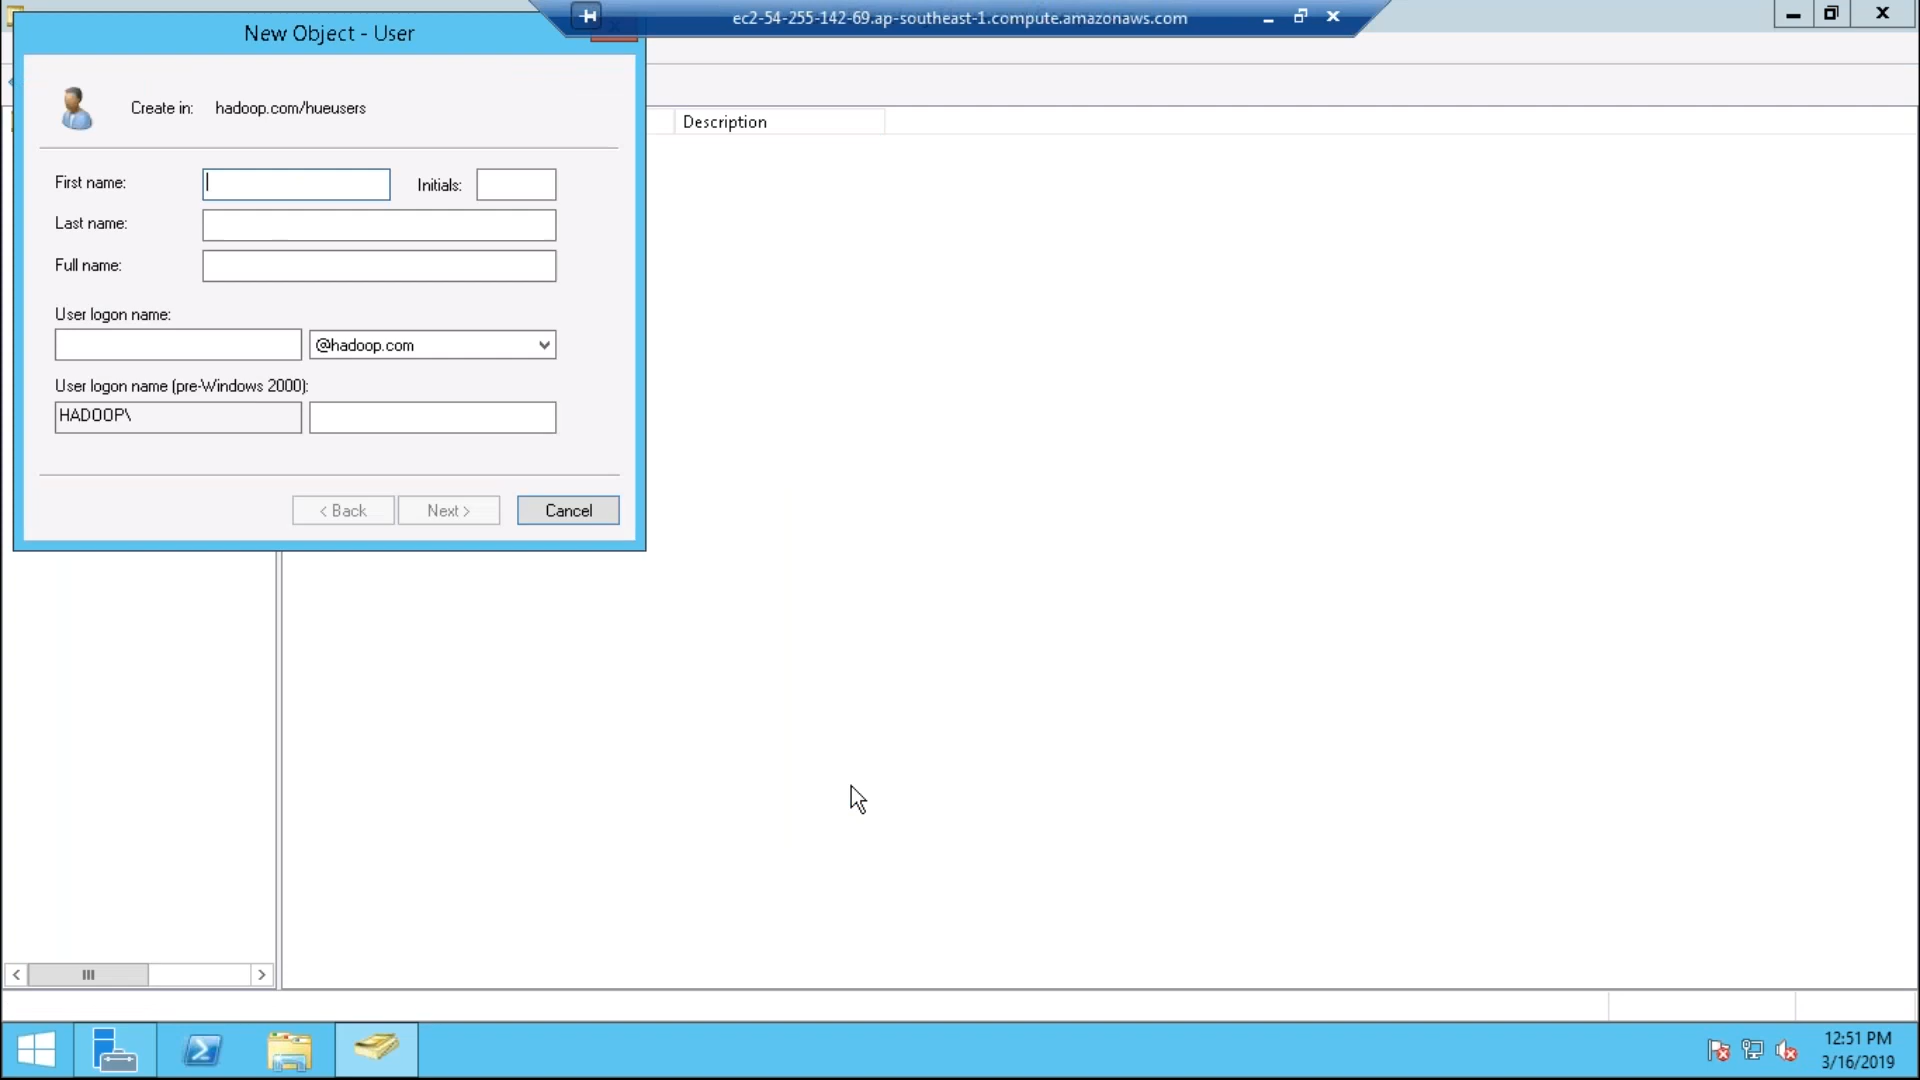 ec2-54-255-142-69.ap-southeast-1.compute.amazonaws.com
New Object - User
Create in: hadoop.com/hueusers
Description
First name:
Initials:
Last name:
Full name:
User logon name:
@hadoop.com
User logon name (pre-Windows 2000):
HADOOP\
< Back
Next >
Cancel
12:51 PM
3/16/2019